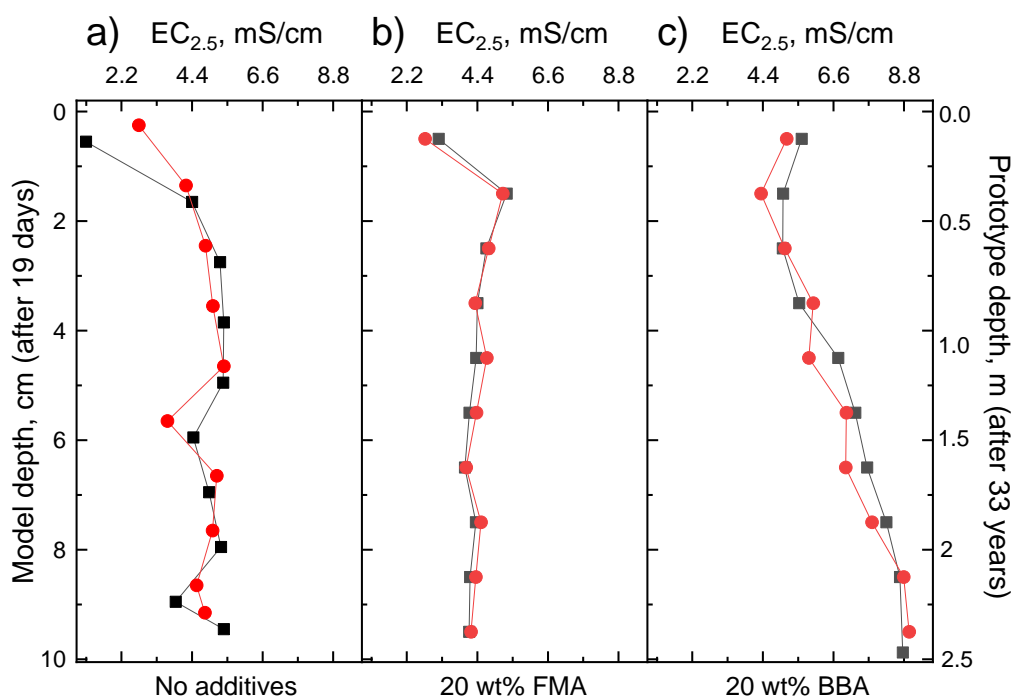 a) EC2.5, mS/cm b) EC2.5, mS/cm c) EC2.5, mS/cm
2.2 4.4 6.6 8.8 2.2 4.4 6.6 8.8 2.2 4.4 6.6 8.8
0 0.0
2 0.5
4 1.0
6 1.5
8 2
10 2.5
Model depth, cm (after 19 days)
Prototype depth, m (after 33 years)
No additives 20 wt% FMA 20 wt% BBA